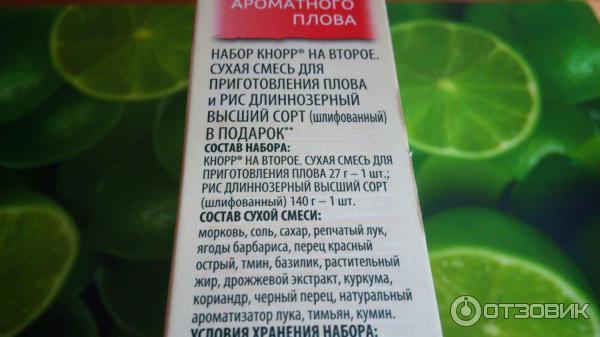 АРОМАТНОГО
ПЛОВА
НАБОР КНОРР® НА ВТОРОЕ.
СУХАЯ СМЕСЬ ДЛЯ
ПРИГОТОВЛЕНИЯ ПЛОВА
и РИС ДЛИННОЗЕРНЫЙ
ВЫСШИЙ СОРТ (шлифованный)
В ПОДАРОК**
СОСТАВ НАБОРА:
КНОРР® НА ВТОРОЕ. СУХАЯ СМЕСЬ ДЛЯ
ПРИГОТОВЛЕНИЯ ПЛОВА 27 г – 1 шт.;
РИС ДЛИННОЗЕРНЫЙ ВЫСШИЙ СОРТ
(шлифованный) 140 г – 1 шт.
СОСТАВ СУХОЙ СМЕСИ:
морковь, соль, сахар, репчатый лук,
ягоды барбариса, перец красный
острый, тмин, базилик, растительный
жир, дрожжевой экстракт, куркума,
кориандр, черный перец, натуральный
ароматизатор лука, тимьян, кумин.
УСЛОВИЯ ХРАНЕНИЯ НАБОРА:
ОТЗОВИК